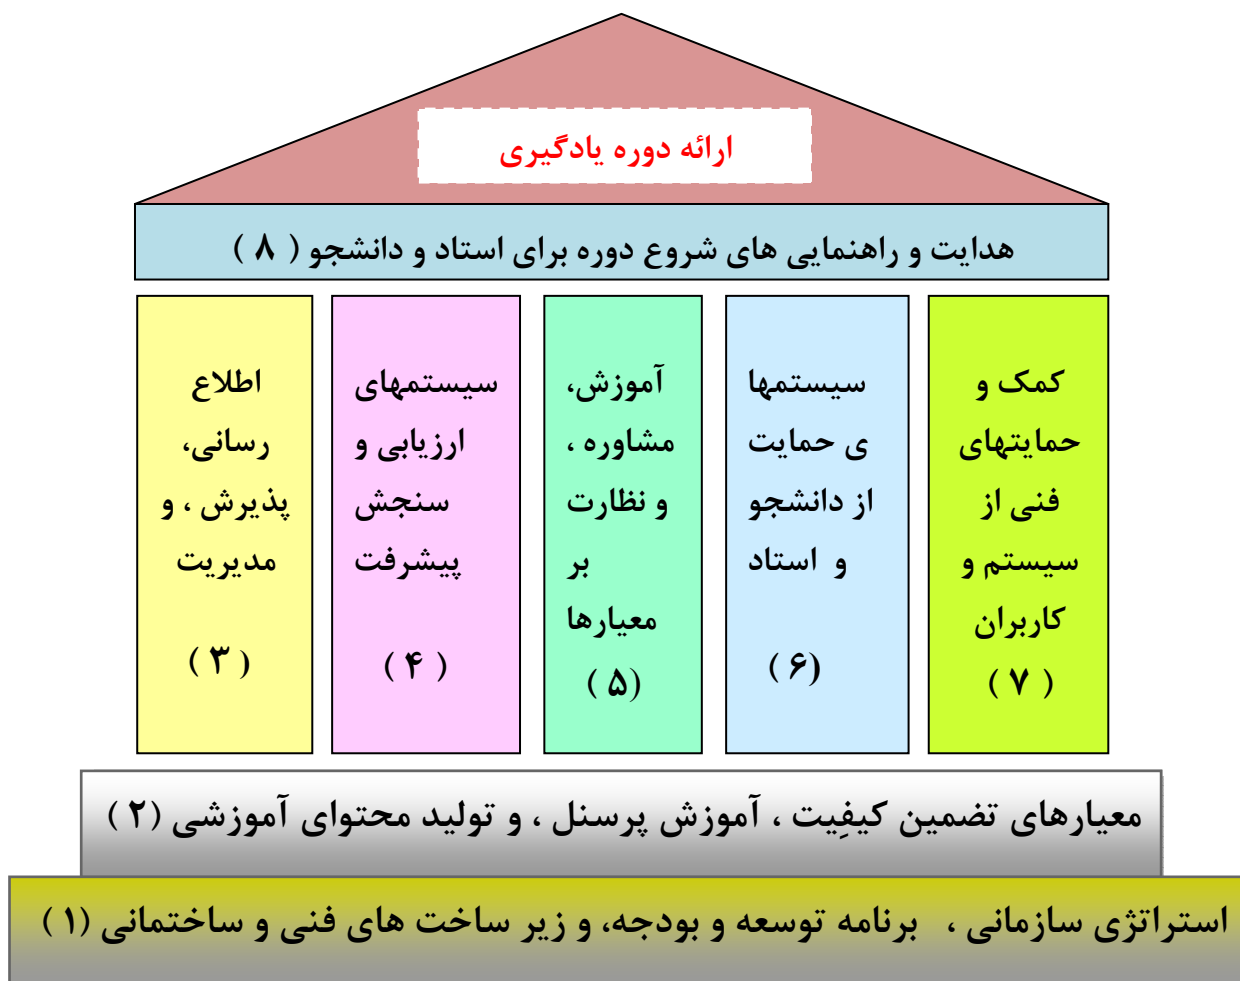 ارائه دوره یادگیری
هدایت و راهنمایی های شروع دوره برای استاد و دانشجو ( ۸ )
کمک و
حمایتهای
فنی از
سیستم و
کاربران
( ۷ )
سیستمها
ی حمایت
از دانشجو
و استاد
( ۶)
آموزش،
مشاوره ،
و نظارت
بر
معیارها
( ۵)
سیستمهای
ارزیابی و
سنجش
پیشرفت
( ۴ )
اطلاع
رسانی،
پذیرش ، و
مدیریت
( ۳ )
معیارهای تضمین کیفِیت ، آموزش پرسنل ، و تولید محتوای آموزشی (۲ )
استراتژی سازمانی ، برنامه توسعه و بودجه، و زیر ساخت های فنی و ساختمانی (۱ )